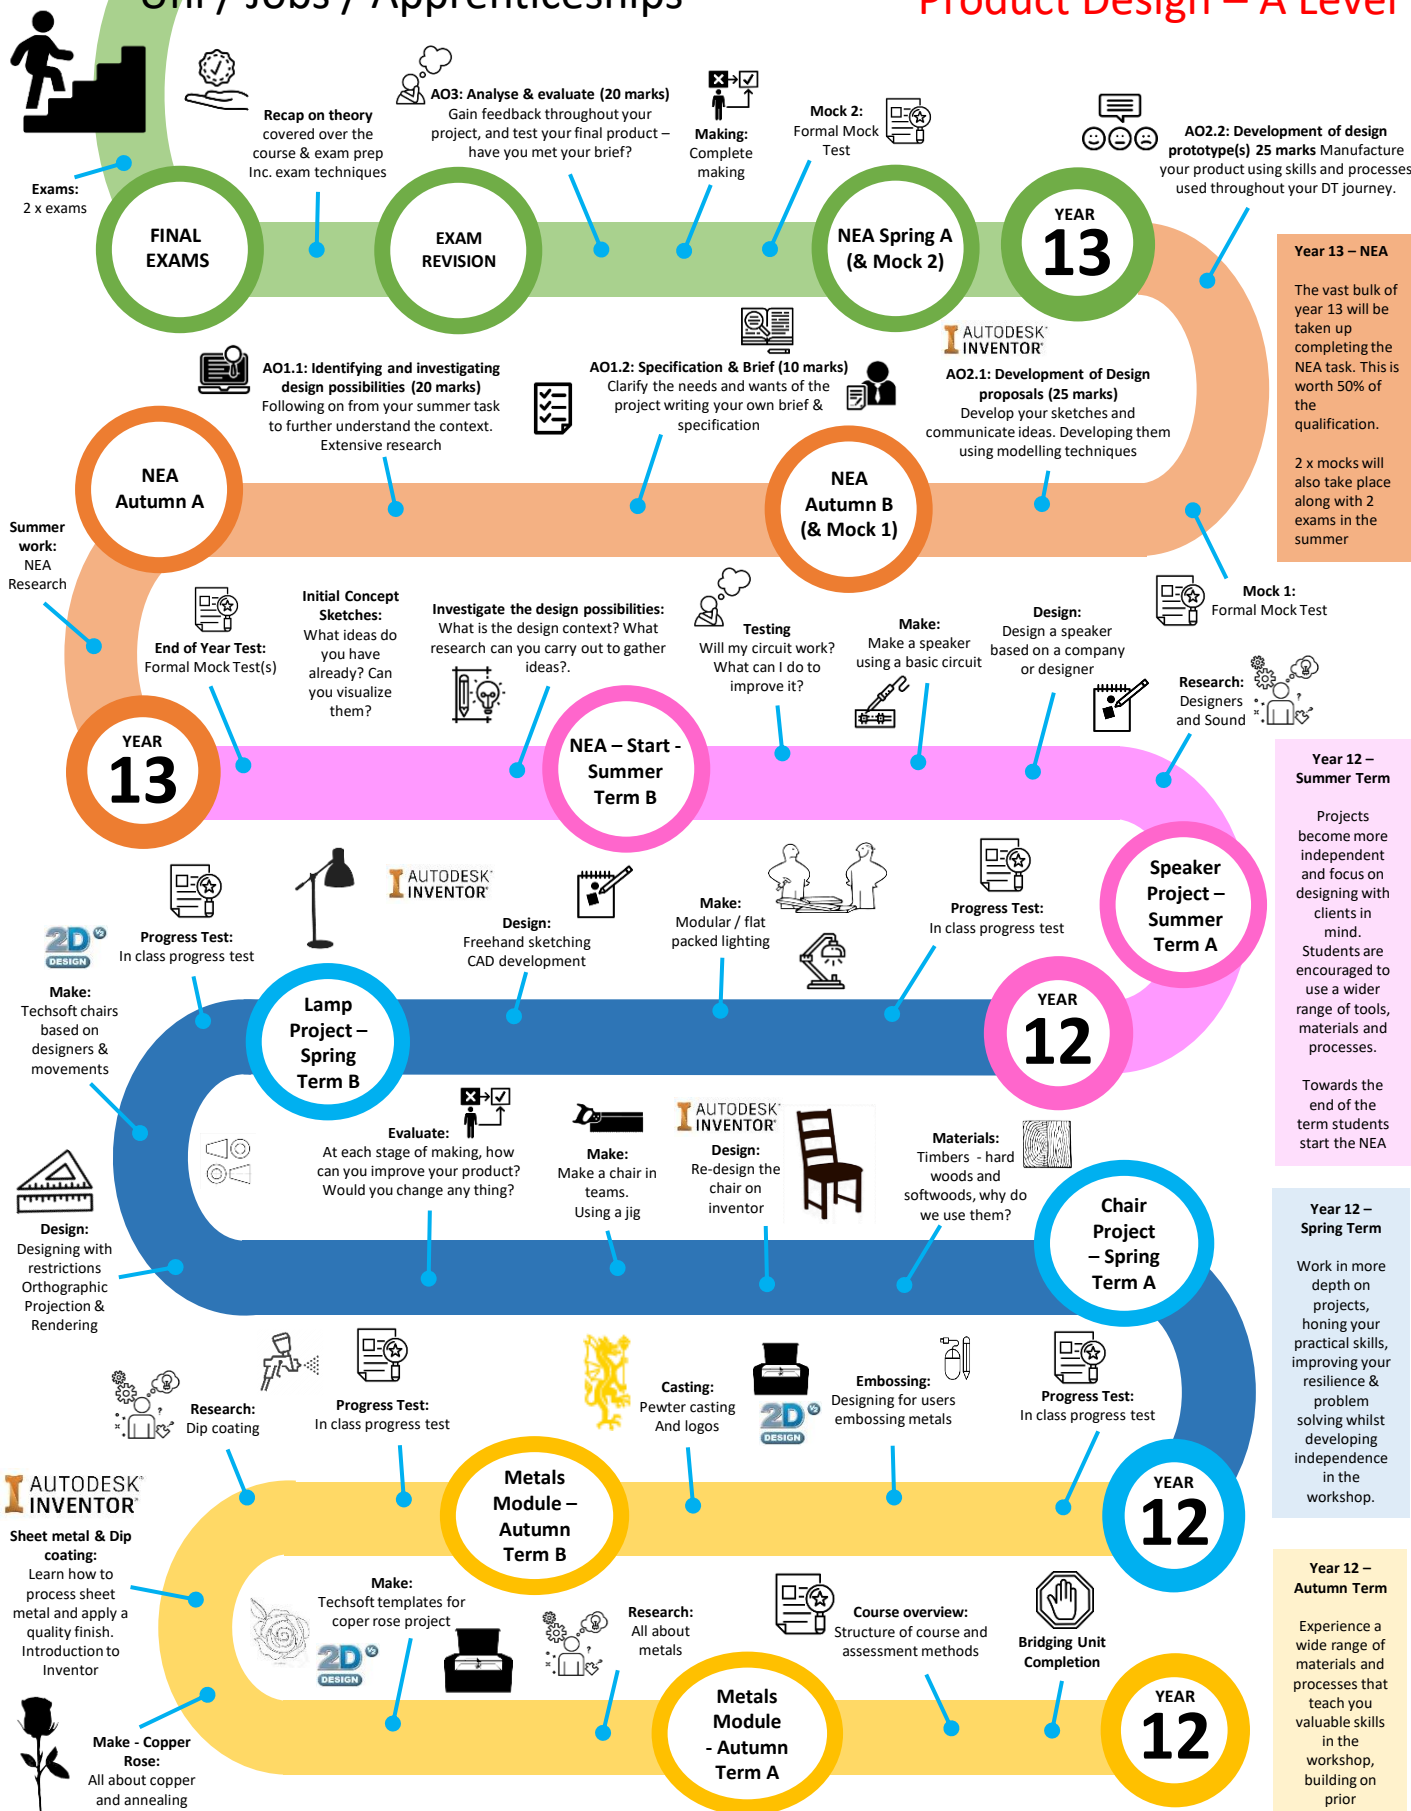 Uni / Jobs / Apprenticeships
Product Design – A Level
Recap on theory
covered over the
course & exam prep
Inc. exam techniques
AO3: Analyse & evaluate (20 marks)
Gain feedback throughout your
project, and test your final product –
have you met your brief?
Making:
Complete
making
Mock 2:
Formal Mock
Test
AO2.2: Development of design
prototype(s) 25 marks Manufacture
your product using skills and processes
used throughout your DT journey.
Exams:
2 x exams
FINAL
EXAMS
EXAM
REVISION
NEA Spring A
(& Mock 2)
YEAR
13
Year 13 – NEA
The vast bulk of
year 13 will be
taken up
completing the
NEA task. This is
worth 50% of
the
qualification.
2 x mocks will
also take place
along with 2
exams in the
summer
AO1.1: Identifying and investigating
design possibilities (20 marks)
Following on from your summer task
to further understand the context.
Extensive research
AO1.2: Specification & Brief (10 marks)
Clarify the needs and wants of the
project writing your own brief &
specification
AUTODESK®
INVENTOR®
AO2.1: Development of Design
proposals (25 marks)
Develop your sketches and
communicate ideas. Developing them
using modelling techniques
NEA
Autumn A
NEA
Autumn B
(& Mock 1)
Summer
work:
NEA
Research
Mock 1:
Formal Mock Test
End of Year Test:
Formal Mock Test(s)
Initial Concept
Sketches:
What ideas do
you have
already? Can
you visualize
them?
Investigate the design possibilities:
What is the design context? What
research can you carry out to gather
ideas?.
Testing
Will my circuit work?
What can I do to
improve it?
Make:
Make a speaker
using a basic circuit
Design:
Design a speaker
based on a company
or designer
Research:
Designers
and Sound
YEAR
13
NEA – Start -
Summer
Term B
Year 12 –
Summer Term
Projects
become more
independent
and focus on
designing with
clients in
mind.
Students are
encouraged to
use a wider
range of tools,
materials and
processes.
Towards the
end of the
term students
start the NEA
Speaker
Project –
Summer
Term A
2D V2
DESIGN
Progress Test:
In class progress test
AUTODESK®
INVENTOR®
Design:
Freehand sketching
CAD development
Make:
Modular / flat
packed lighting
Progress Test:
In class progress test
Make:
Techsoft chairs
based on
designers &
movements
Lamp
Project –
Spring
Term B
YEAR
12
Evaluate:
At each stage of making, how
can you improve your product?
Would you change any thing?
Make:
Make a chair in
teams.
Using a jig
AUTODESK®
INVENTOR®
Design:
Re-design the
chair on
inventor
Materials:
Timbers - hard
woods and
softwoods, why do
we use them?
Chair
Project
– Spring
Term A
Design:
Designing with
restrictions
Orthographic
Projection &
Rendering
Year 12 –
Spring Term
Work in more
depth on
projects,
honing your
practical skills,
improving your
resilience &
problem
solving whilst
developing
independence
in the
workshop.
Research:
Dip coating
Progress Test:
In class progress test
Casting:
Pewter casting
And logos
2D V2
DESIGN
Embossing:
Designing for users
embossing metals
Progress Test:
In class progress test
Metals
Module –
Autumn
Term B
YEAR
12
AUTODESK®
INVENTOR®
Sheet metal & Dip
coating:
Learn how to
process sheet
metal and apply a
quality finish.
Introduction to
Inventor
Make:
Techsoft templates for
coper rose project
2D V2
DESIGN
Research:
All about
metals
Course overview:
Structure of course and
assessment methods
Bridging Unit
Completion
Make - Copper
Rose:
All about copper
and annealing
Metals
Module
- Autumn
Term A
YEAR
12
Year 12 –
Autumn Term
Experience a
wide range of
materials and
processes that
teach you
valuable skills
in the
workshop,
building on
prior